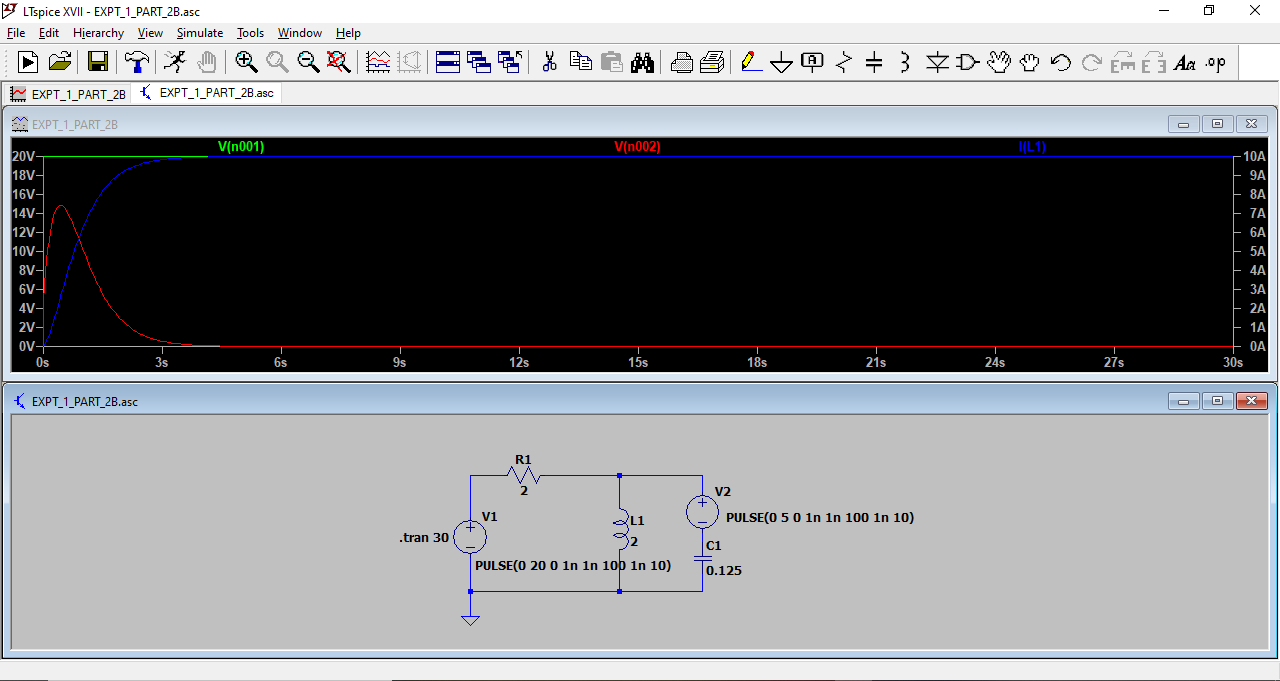 LTspice XVII - EXPT_1_PART_2B.asc
File Edit Hierarchy View Simulate Tools Window Help
EXPT_1_PART_2B EXPT_1_PART_2B.asc
EXPT_1_PART_2B
V(n001) V(n002) I(L1)
20V 10A
18V 9A
16V 8A
14V 7A
12V 6A
10V 5A
8V 4A
6V 3A
4V 2A
2V 1A
0V 0A
0s 3s 6s 9s 12s 15s 18s 21s 24s 27s 30s
EXPT_1_PART_2B.asc
R1
2
V2
V1 L1 PULSE(0 5 0 1n 1n 100 1n 10)
.tran 30 2 C1
PULSE(0 20 0 1n 1n 100 1n 10) 0.125